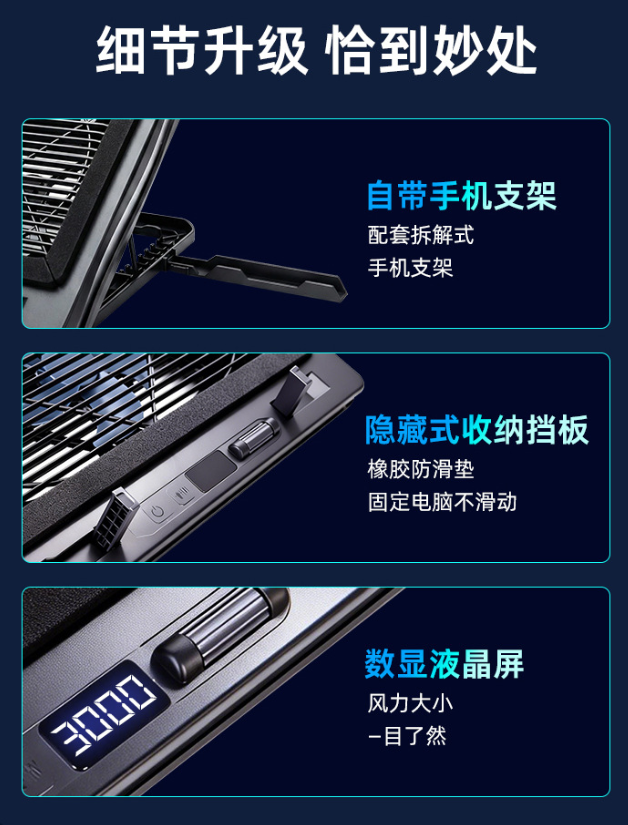 细节升级 恰到妙处
自带手机支架
配套拆解式
手机支架
隐藏式收纳挡板
橡胶防滑垫
固定电脑不滑动
3000
数显液晶屏
风力大小
一目了然